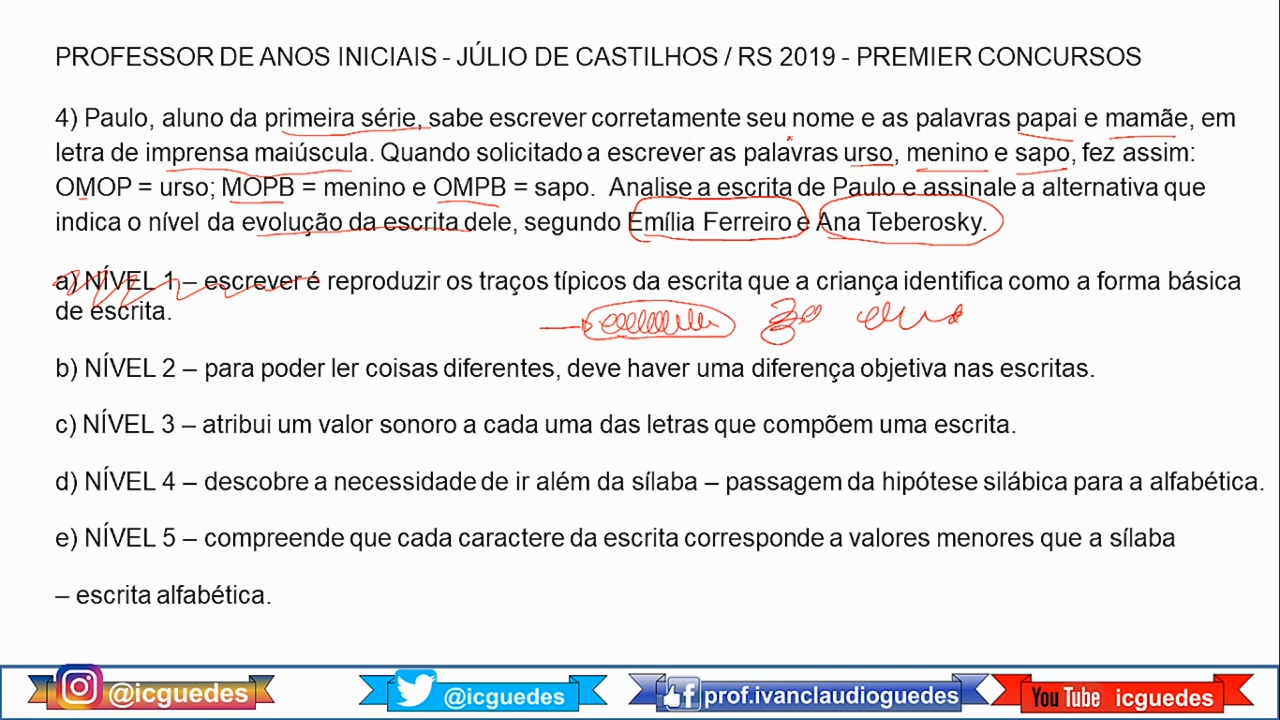 PROFESSOR DE ANOS INICIAIS - JÚLIO DE CASTILHOS / RS 2019 - PREMIER CONCURSOS
4) Paulo, aluno da primeira série, sabe escrever corretamente seu nome e as palavras papai e mamãe, em
letra de imprensa maiúscula. Quando solicitado a escrever as palavras urso, menino e sapo, fez assim:
OMOP = urso; MOPB = menino e OMPB = sapo. Analise a escrita de Paulo e assinale a alternativa que
indica o nível da evolução da escrita dele, segundo Emília Ferreiro e Ana Teberosky.
a) NÍVEL 1 – escrever é reproduzir os traços típicos da escrita que a criança identifica como a forma básica
de escrita.
b) NÍVEL 2 – para poder ler coisas diferentes, deve haver uma diferença objetiva nas escritas.
c) NÍVEL 3 – atribui um valor sonoro a cada uma das letras que compõem uma escrita.
d) NÍVEL 4 – descobre a necessidade de ir além da sílaba – passagem da hipótese silábica para a alfabética.
e) NÍVEL 5 – compreende que cada caractere da escrita corresponde a valores menores que a sílaba
– escrita alfabética.
@icguedes @icguedes prof.ivanclaudioguedes You Tube icguedes